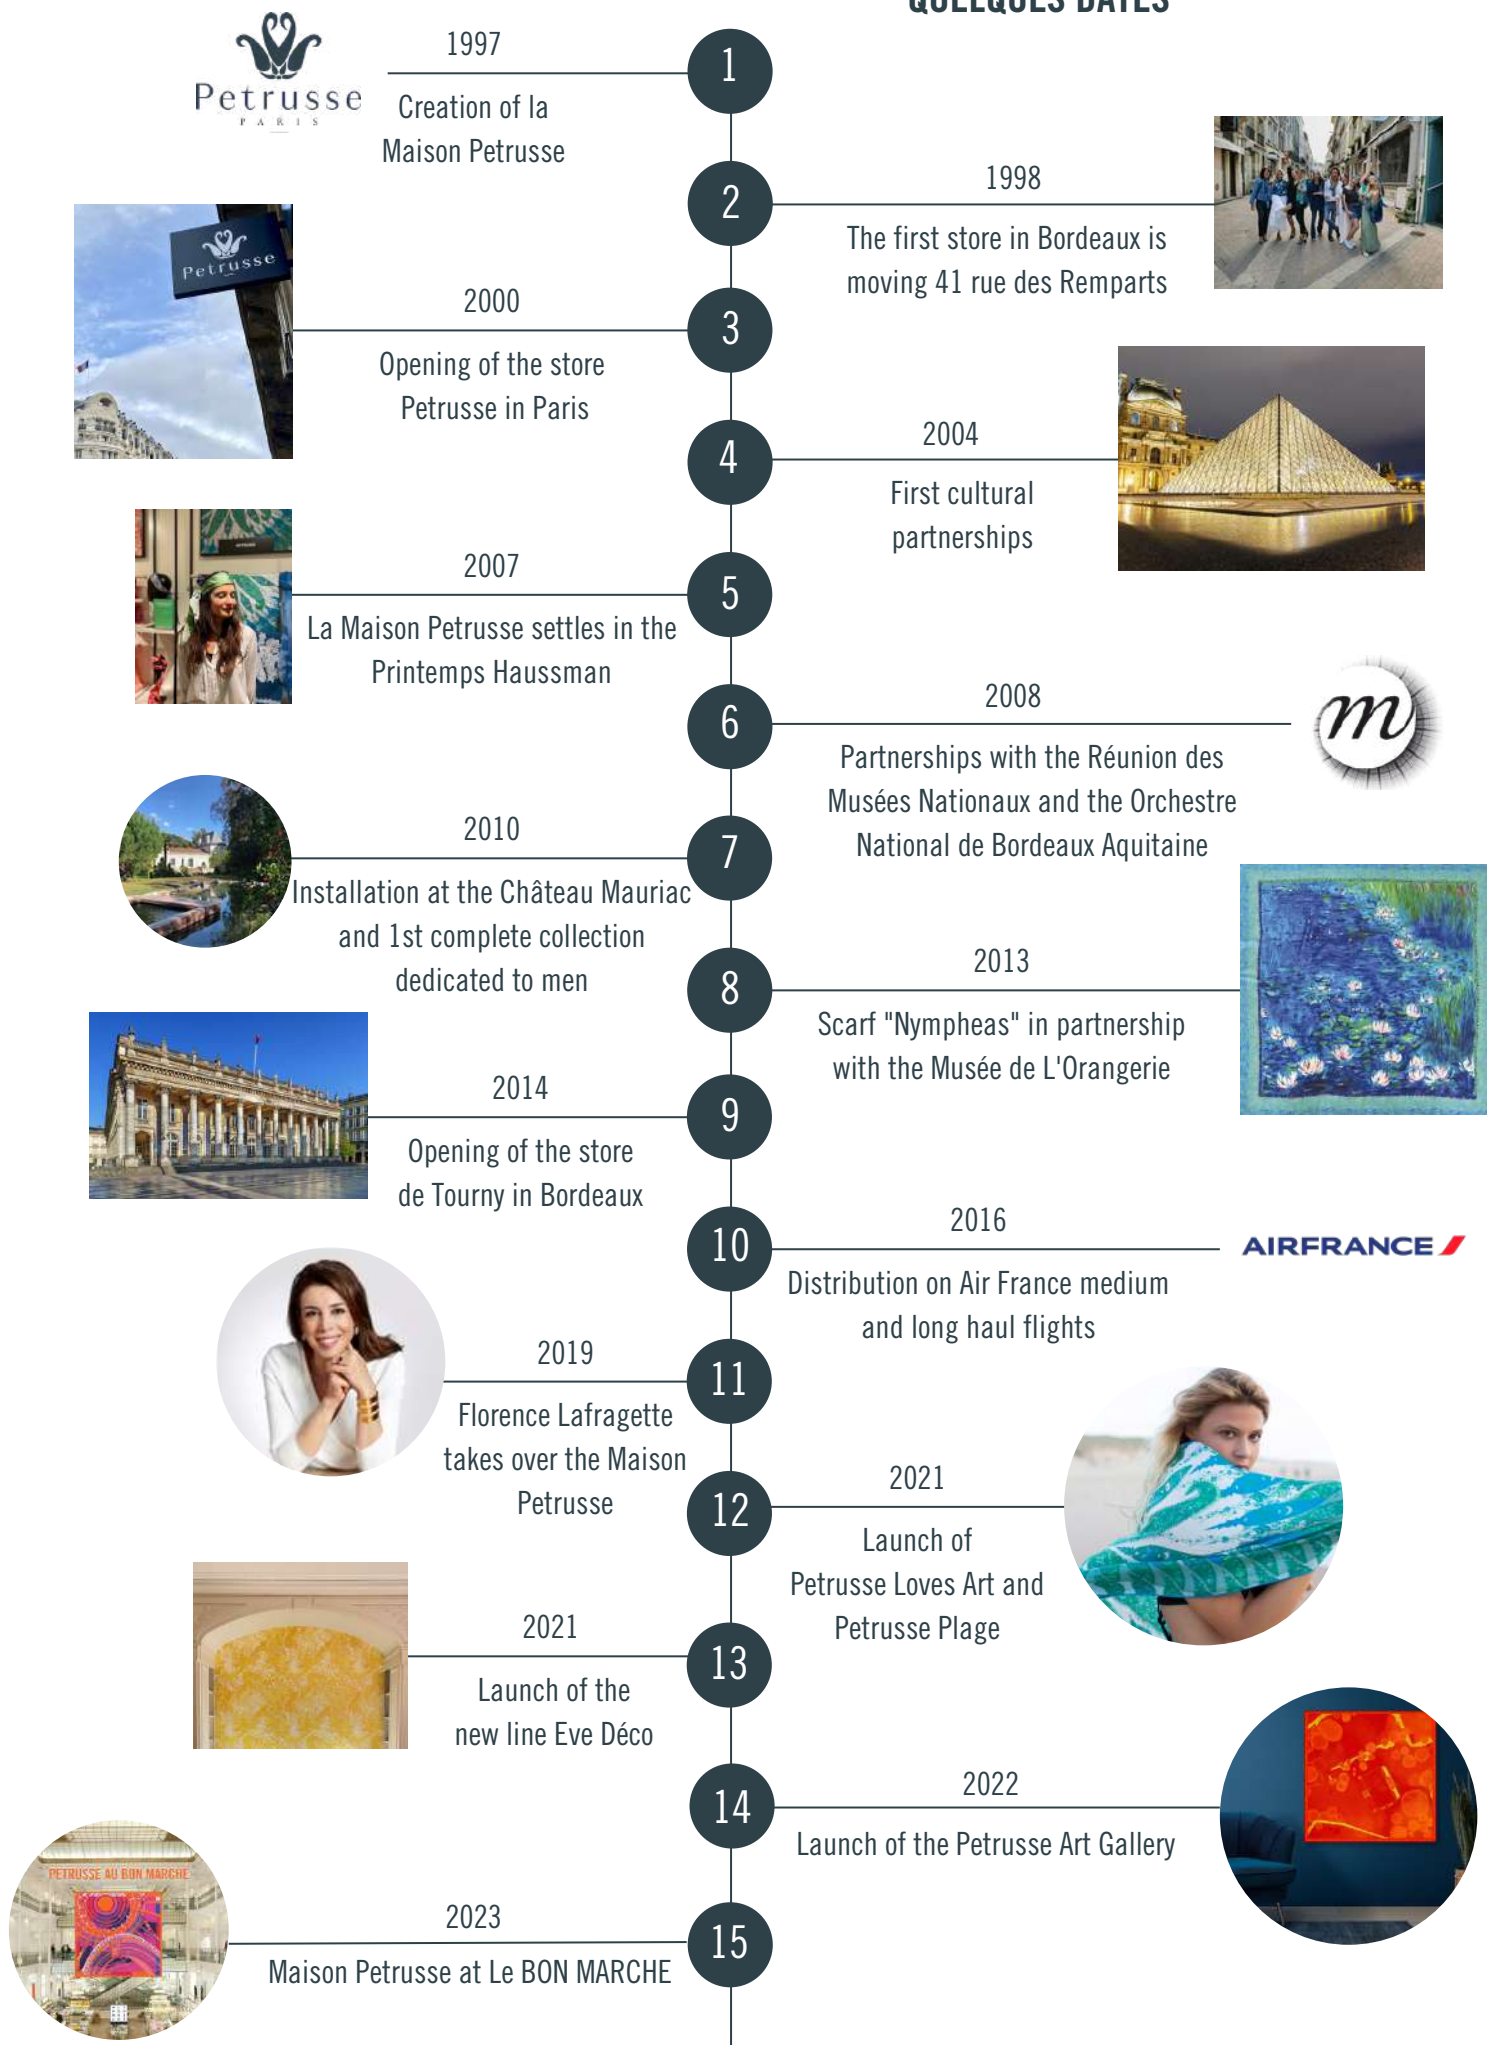 QUELQUES DATES
Petrusse
PARIS
1997
1
Creation of la
Maison Petrusse
2
1998
The first store in Bordeaux is
moving 41 rue des Remparts
Petrusse
2000
3
Opening of the store
Petrusse in Paris
4
2004
First cultural
partnerships
2007
5
La Maison Petrusse settles in the
Printemps Haussman
6
2008
m
Partnerships with the Réunion des
Musées Nationaux and the Orchestre
National de Bordeaux Aquitaine
2010
7
Installation at the Château Mauriac
and 1st complete collection
dedicated to men
8
2013
Scarf "Nympheas" in partnership
with the Musée de L'Orangerie
2014
9
Opening of the store
de Tourny in Bordeaux
10
2016
AIRFRANCE
Distribution on Air France medium
and long haul flights
2019
11
Florence Lafragette
takes over the Maison
Petrusse
12
2021
Launch of
Petrusse Loves Art and
Petrusse Plage
2021
13
Launch of the
new line Eve Déco
14
2022
Launch of the Petrusse Art Gallery
PETRUSSE AU BON MARCHE
2023
15
Maison Petrusse at Le BON MARCHE